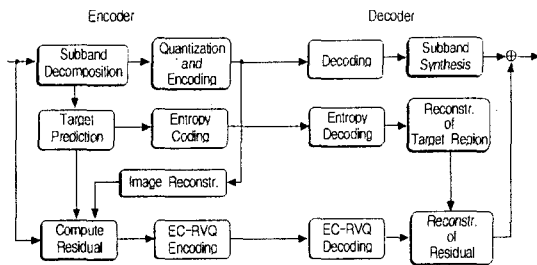 Encoder
Decoder
Subband
Decomposition
Quantization
and
Encoding
Decoding
Subband
Synthesis
Target
Prediction
Entropy
Coding
Entropy
Decoding
Reconstr.
of
Target Region
Image Reconstr.
Compute
Residual
EC-RVQ
Encoding
EC-RVQ
Decoding
Reconstr.
of
Residual